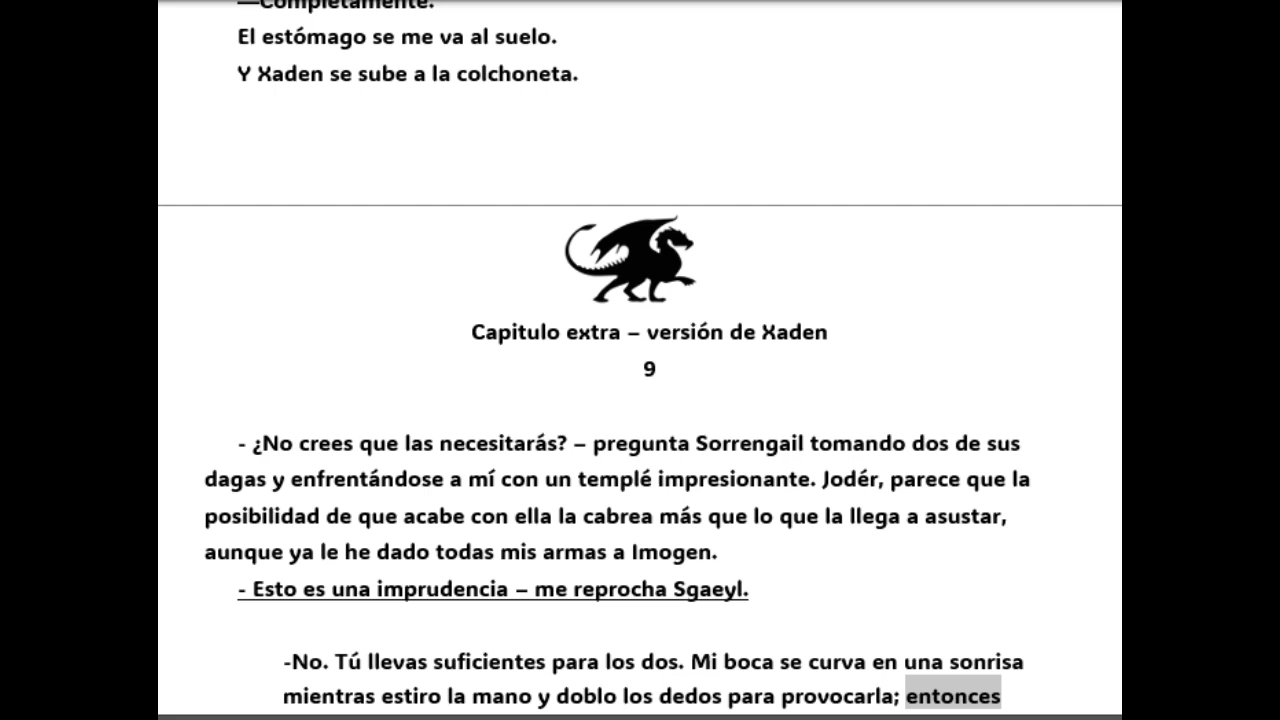 —Completamente.
El estómago se me va al suelo.
Y Xaden se sube a la colchoneta.
Capitulo extra – versión de Xaden
9
- ¿No crees que las necesitarás? – pregunta Sorrengail tomando dos de sus
dagas y enfrentándose a mí con un templé impresionante. Jodér, parece que la
posibilidad de que acabe con ella la cabrea más que lo que la llega a asustar,
aunque ya le he dado todas mis armas a Imogen.
- Esto es una imprudencia – me reprocha Sgaeyl.
-No. Tú llevas suficientes para los dos. Mi boca se curva en una sonrisa
mientras estiro la mano y doblo los dedos para provocarla; entonces